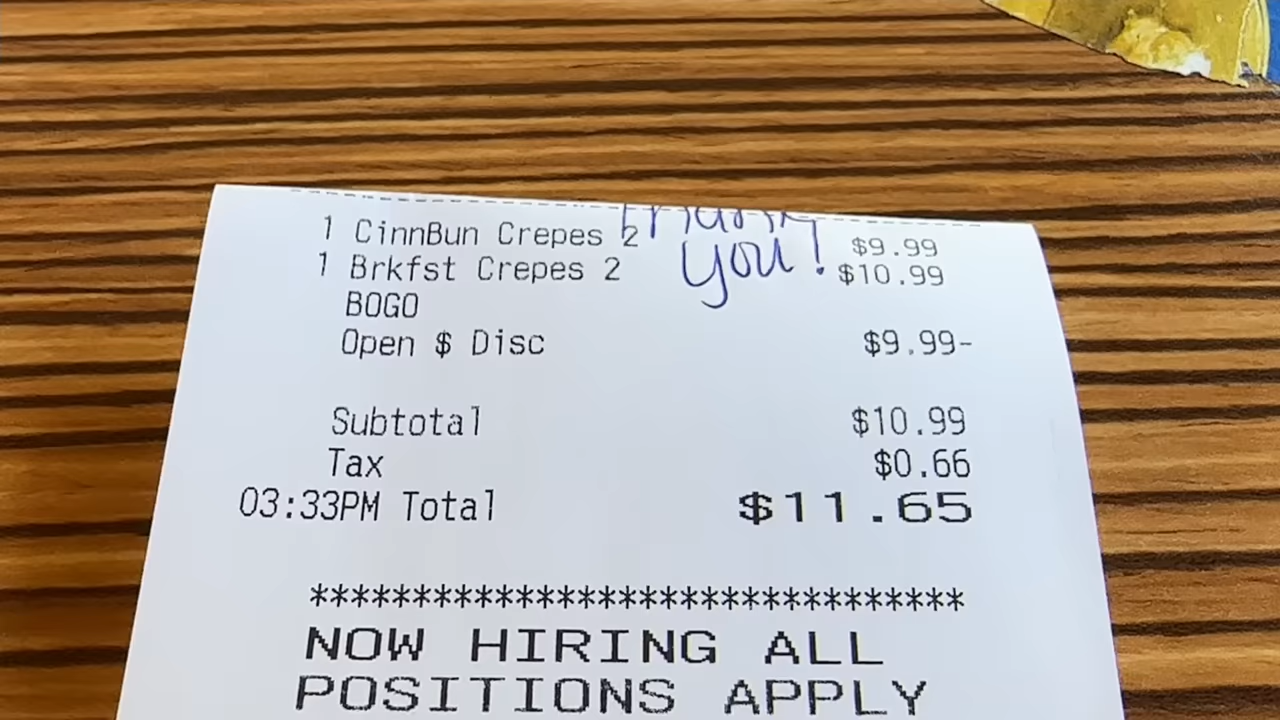 1 CinnBun Crepes 2 $9.99
Thank
you!
1 Brkfst Crepes 2 $10.99
BOGO
Open $ Disc $9.99-
Subtotal $10.99
Tax $0.66
03:33PM Total $11.65
*********************************
NOW HIRING ALL
POSITIONS APPLY